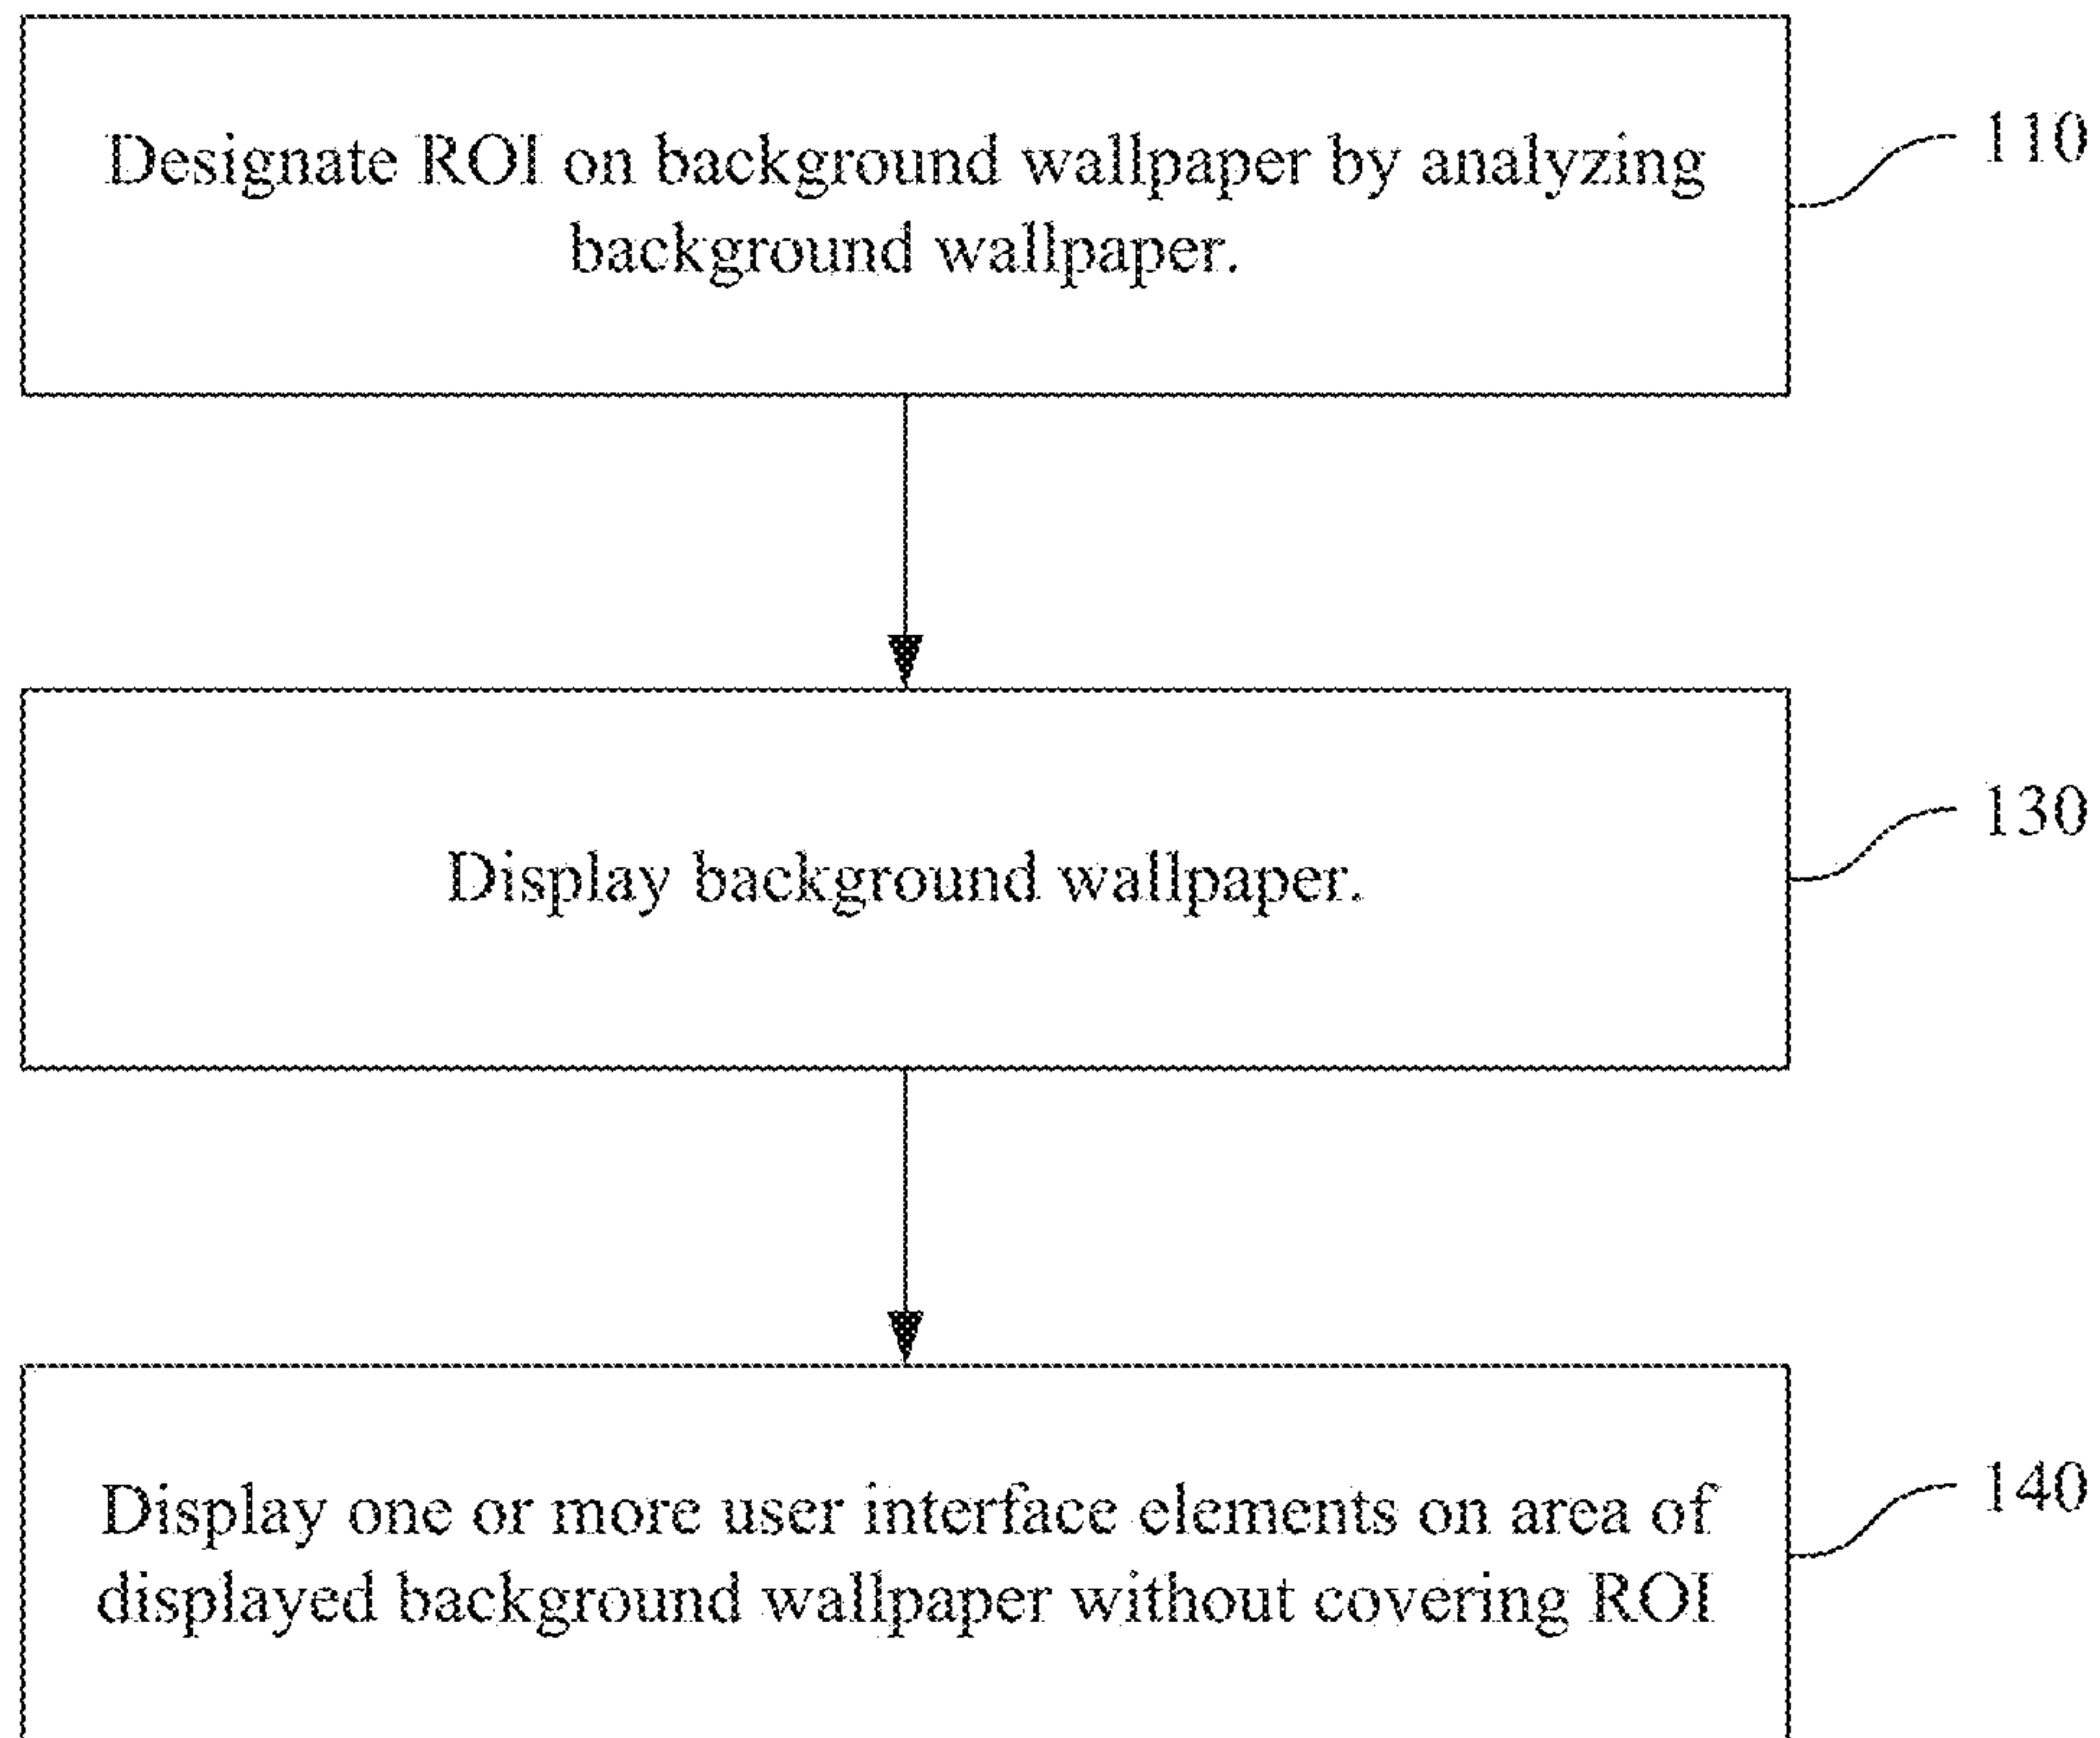 Designate ROI on background wallpaper by analyzing
background wallpaper.
110
Display background wallpaper.
130
Display one or more user interface elements on area of
displayed background wallpaper without covering ROI
140